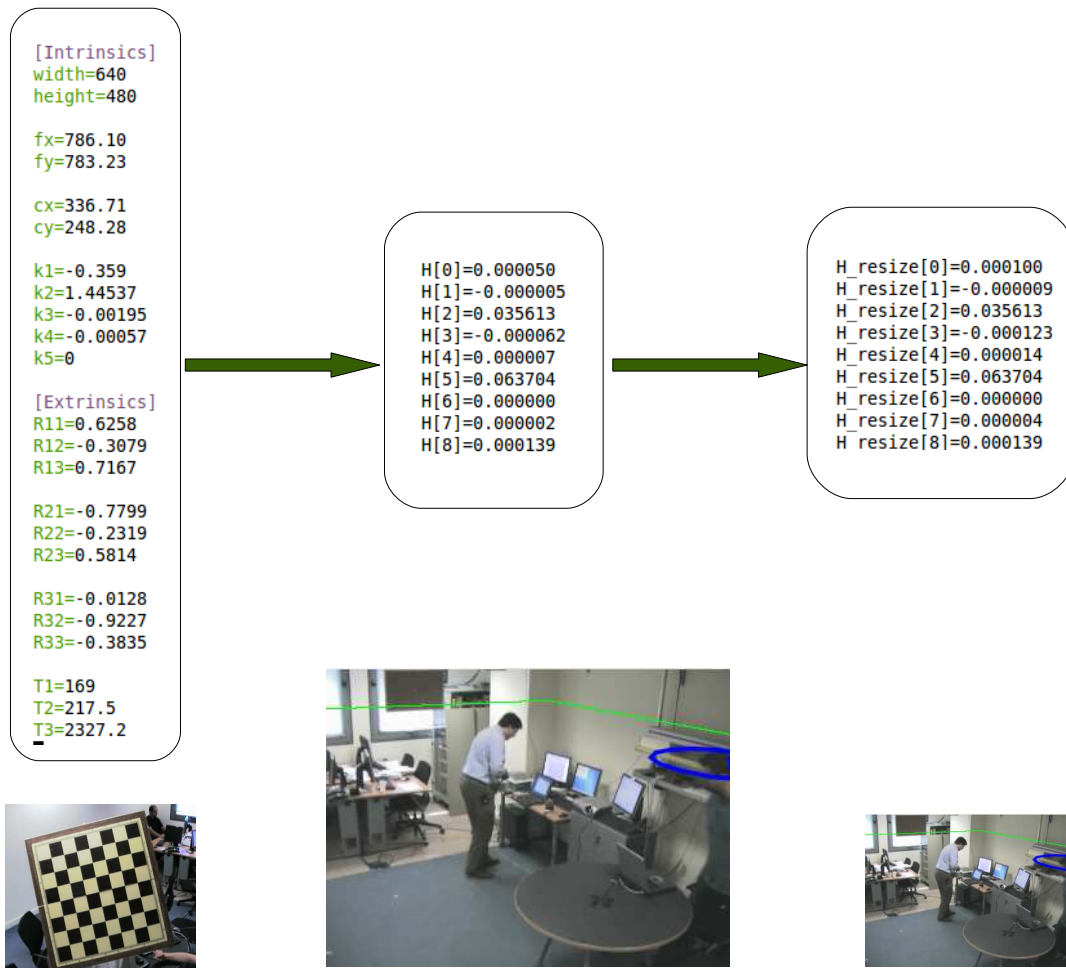 [Intrinsics]
width=640
height=480
fx=786.10
fy=783.23
cx=336.71
cy=248.28
k1=-0.359
k2=1.44537
k3=-0.00195
k4=-0.00057
k5=0
[Extrinsics]
R11=0.6258
R12=-0.3079
R13=0.7167
R21=-0.7799
R22=-0.2319
R23=0.5814
R31=-0.0128
R32=-0.9227
R33=-0.3835
T1=169
T2=217.5
T3=2327.2
H[0]=0.000050
H[1]=-0.000005
H[2]=0.035613
H[3]=-0.000062
H[4]=0.000007
H[5]=0.063704
H[6]=0.000000
H[7]=0.000002
H[8]=0.000139
H_resize[0]=0.000100
H_resize[1]=-0.000009
H_resize[2]=0.035613
H_resize[3]=-0.000123
H_resize[4]=0.000014
H_resize[5]=0.063704
H_resize[6]=0.000000
H_resize[7]=0.000004
H_resize[8]=0.000139